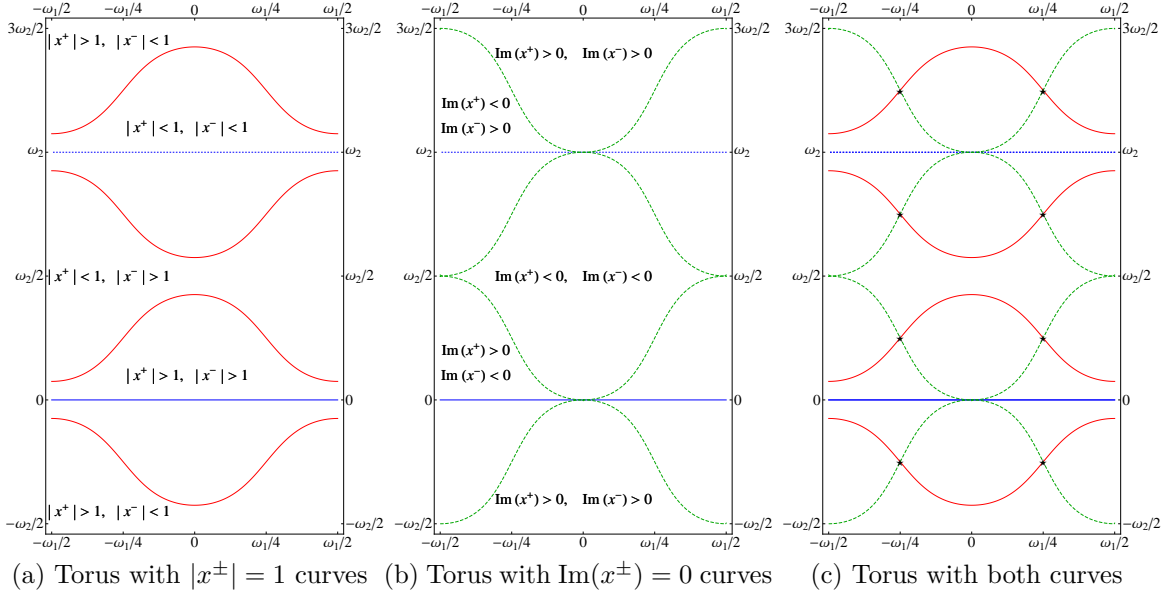 −ω₁/2 −ω₁/4 0 ω₁/4 ω₁/2
3ω₂/2 |x⁺|>1, |x⁻|<1 3ω₂/2
|x⁺|<1, |x⁻|<1
ω₂ ω₂
ω₂/2 |x⁺|<1, |x⁻|>1 ω₂/2
|x⁺|>1, |x⁻|>1
0 0
|x⁺|>1, |x⁻|<1
−ω₂/2 −ω₂/2
−ω₁/2 −ω₁/4 0 ω₁/4 ω₁/2
(a) Torus with |x±| = 1 curves
−ω₁/2 −ω₁/4 0 ω₁/4 ω₁/2
3ω₂/2 3ω₂/2
Im(x⁺)>0, Im(x⁻)>0
Im(x⁺)<0
Im(x⁻)>0
ω₂ ω₂
ω₂/2 Im(x⁺)<0, Im(x⁻)<0 ω₂/2
Im(x⁺)>0
Im(x⁻)<0
0 0
Im(x⁺)>0, Im(x⁻)>0
−ω₂/2 −ω₂/2
−ω₁/2 −ω₁/4 0 ω₁/4 ω₁/2
(b) Torus with Im(x±) = 0 curves
−ω₁/2 −ω₁/4 0 ω₁/4 ω₁/2
3ω₂/2 3ω₂/2
ω₂ ω₂
ω₂/2 ω₂/2
0 0
−ω₂/2 −ω₂/2
−ω₁/2 −ω₁/4 0 ω₁/4 ω₁/2
(c) Torus with both curves